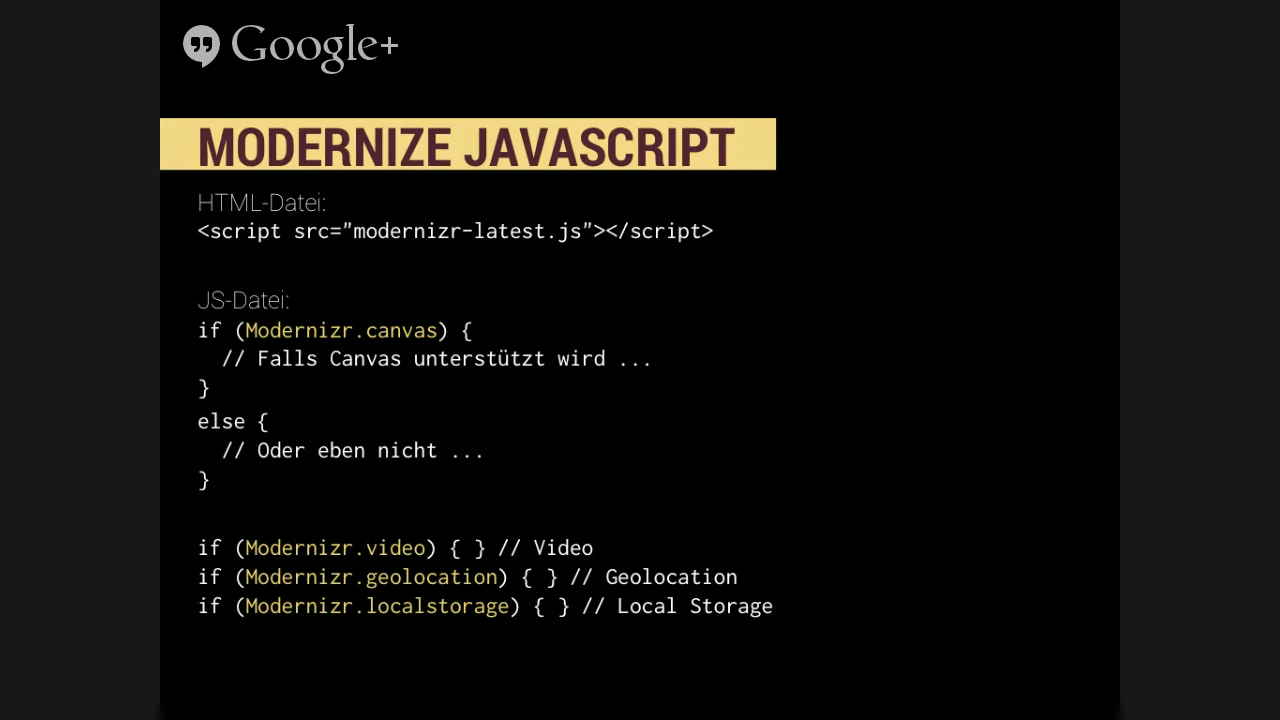 Google+
MODERNIZE JAVASCRIPT
HTML-Datei:
<script src="modernizr-latest.js"></script>
JS-Datei:
if (Modernizr.canvas) {
// Falls Canvas unterstützt wird ...
}
else {
// Oder eben nicht ...
}
if (Modernizr.video) { } // Video
if (Modernizr.geolocation) { } // Geolocation
if (Modernizr.localstorage) { } // Local Storage